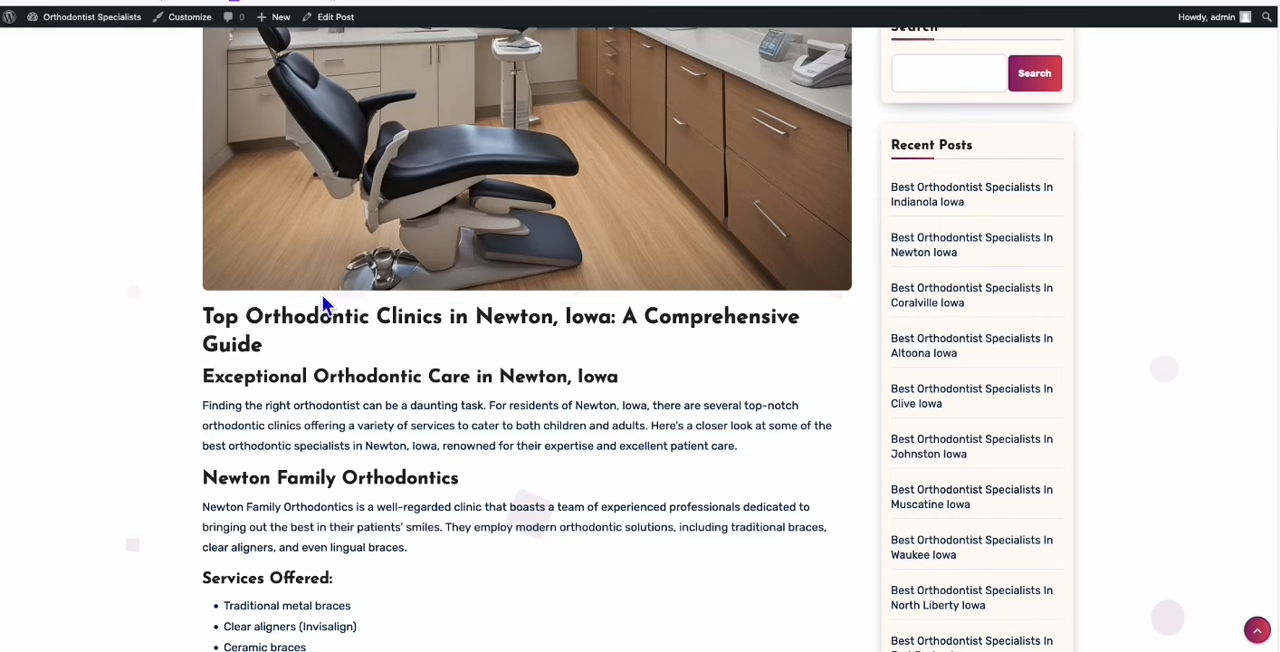 Orthodontist Specialists Customize 0 New Edit Post Howdy, admin
Search
Search
Recent Posts
Best Orthodontist Specialists In
Indianola Iowa
Best Orthodontist Specialists In
Newton Iowa
Best Orthodontist Specialists In
Coralville Iowa
Best Orthodontist Specialists In
Altoona Iowa
Best Orthodontist Specialists In
Clive Iowa
Best Orthodontist Specialists In
Johnston Iowa
Best Orthodontist Specialists In
Muscatine Iowa
Best Orthodontist Specialists In
Waukee Iowa
Best Orthodontist Specialists In
North Liberty Iowa
Best Orthodontist Specialists In
Top Orthodontic Clinics in Newton, Iowa: A Comprehensive
Guide
Exceptional Orthodontic Care in Newton, Iowa
Finding the right orthodontist can be a daunting task. For residents of Newton, Iowa, there are several top-notch
orthodontic clinics offering a variety of services to cater to both children and adults. Here's a closer look at some of the
best orthodontic specialists in Newton, Iowa, renowned for their expertise and excellent patient care.
Newton Family Orthodontics
Newton Family Orthodontics is a well-regarded clinic that boasts a team of experienced professionals dedicated to
bringing out the best in their patients' smiles. They employ modern orthodontic solutions, including traditional braces,
clear aligners, and even lingual braces.
Services Offered:
• Traditional metal braces
• Clear aligners (Invisalign)
• Ceramic braces